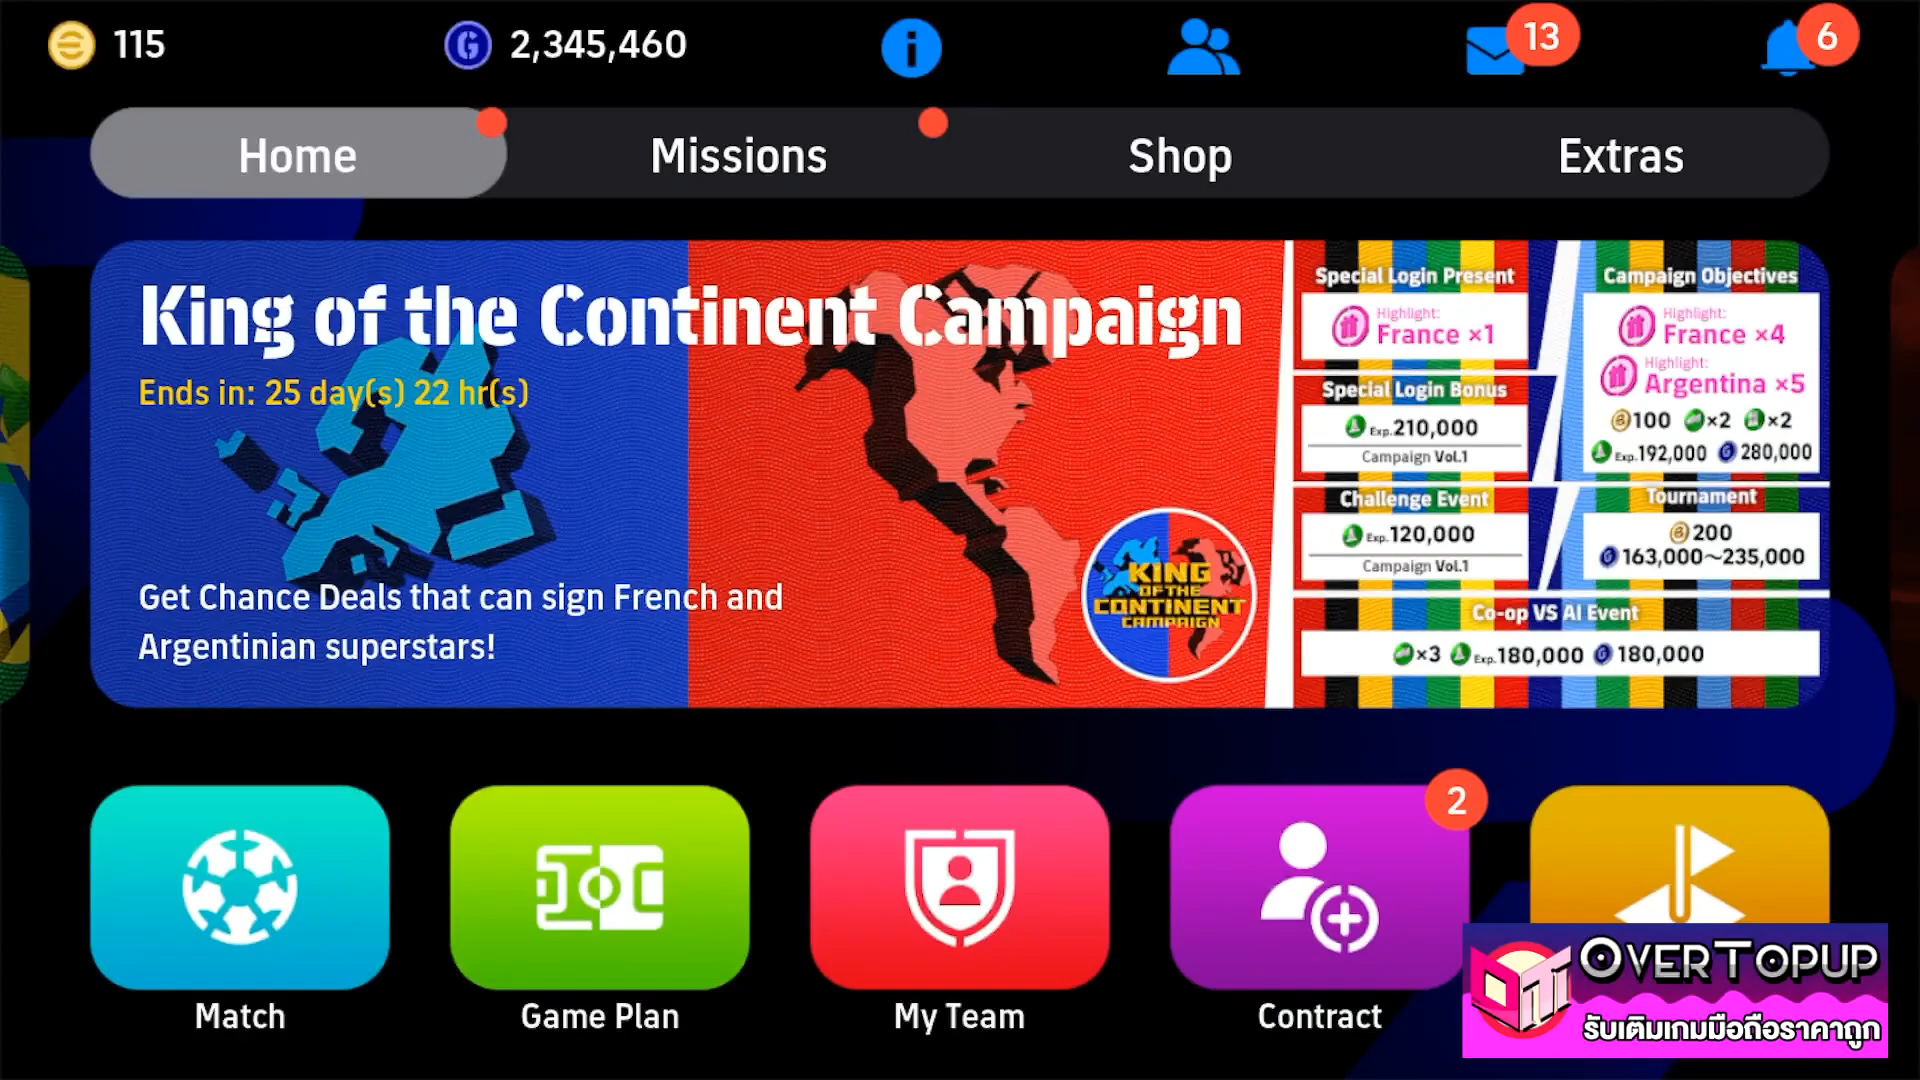 115
2,345,460
13
6
Home
Missions
Shop
Extras
King of the Continent Campaign
Ends in: 25 day(s) 22 hr(s)
Get Chance Deals that can sign French and
Argentinian superstars!
KING
OF THE
CONTINENT
CAMPAIGN
Special Login Present
Highlight:
France ×1
Special Login Bonus
Exp.210,000
Campaign Vol.1
Challenge Event
Exp.120,000
Campaign Vol.1
Campaign Objectives
Highlight:
France ×4
Highlight:
Argentina ×5
100 ×2 ×2
Exp.192,000 280,000
Tournament
200
163,000～235,000
Co-op VS AI Event
×3 Exp.180,000 180,000
2
Match
Game Plan
My Team
Contract
OVERTOPUP
รับเติมเกมมือถือราคาถูก